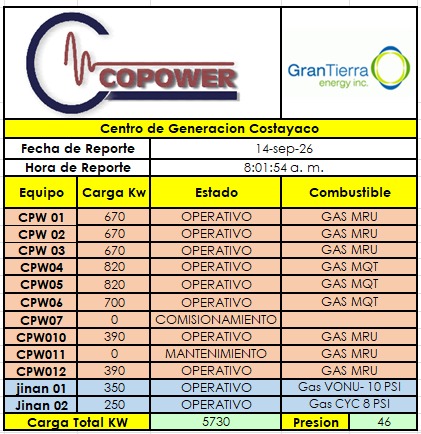 COPOWER
GranTierra
energy inc.
Centro de Generacion Costayaco
Fecha de Reporte 14-sep-26
Hora de Reporte 8:01:54 a. m.
Equipo Carga Kw Estado Combustible
CPW 01 670 OPERATIVO GAS MRU
CPW 02 670 OPERATIVO GAS MRU
CPW 03 670 OPERATIVO GAS MRU
CPW04 820 OPERATIVO GAS MQT
CPW05 820 OPERATIVO GAS MQT
CPW06 700 OPERATIVO GAS MQT
CPW07 0 COMISIONAMIENTO
CPW010 390 OPERATIVO GAS MRU
CPW011 0 MANTENIMIENTO GAS MRU
CPW012 390 OPERATIVO GAS MRU
jinan 01 350 OPERATIVO Gas VONU- 10 PSI
Jinan 02 250 OPERATIVO Gas CYC 8 PSI
Carga Total KW 5730 Presion 46